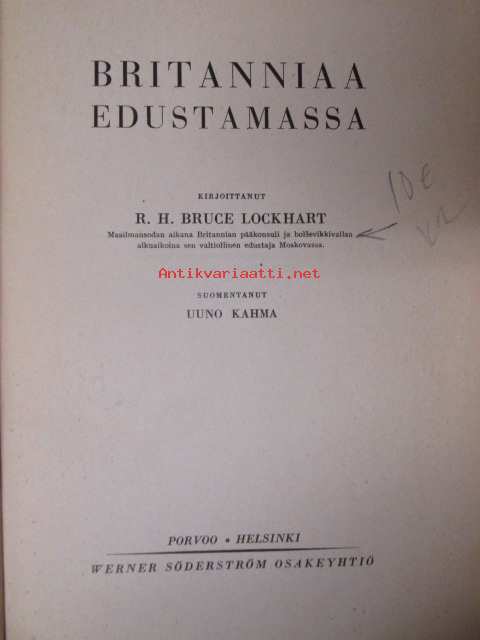 BRITANNIAA
EDUSTAMASSA
KIRJOITTANUT
R. H. BRUCE LOCKHART
Maailmansodan aikana Britannian pääkonsuli ja bolševikkivallan
alkuaikoina sen valtiollinen edustaja Moskovassa.
10 €
Antikvariaatti.net
SUOMENTANUT
UUNO KAHMA
PORVOO • HELSINKI
WERNER SÖDERSTRÖM OSAKEYHTIÖ